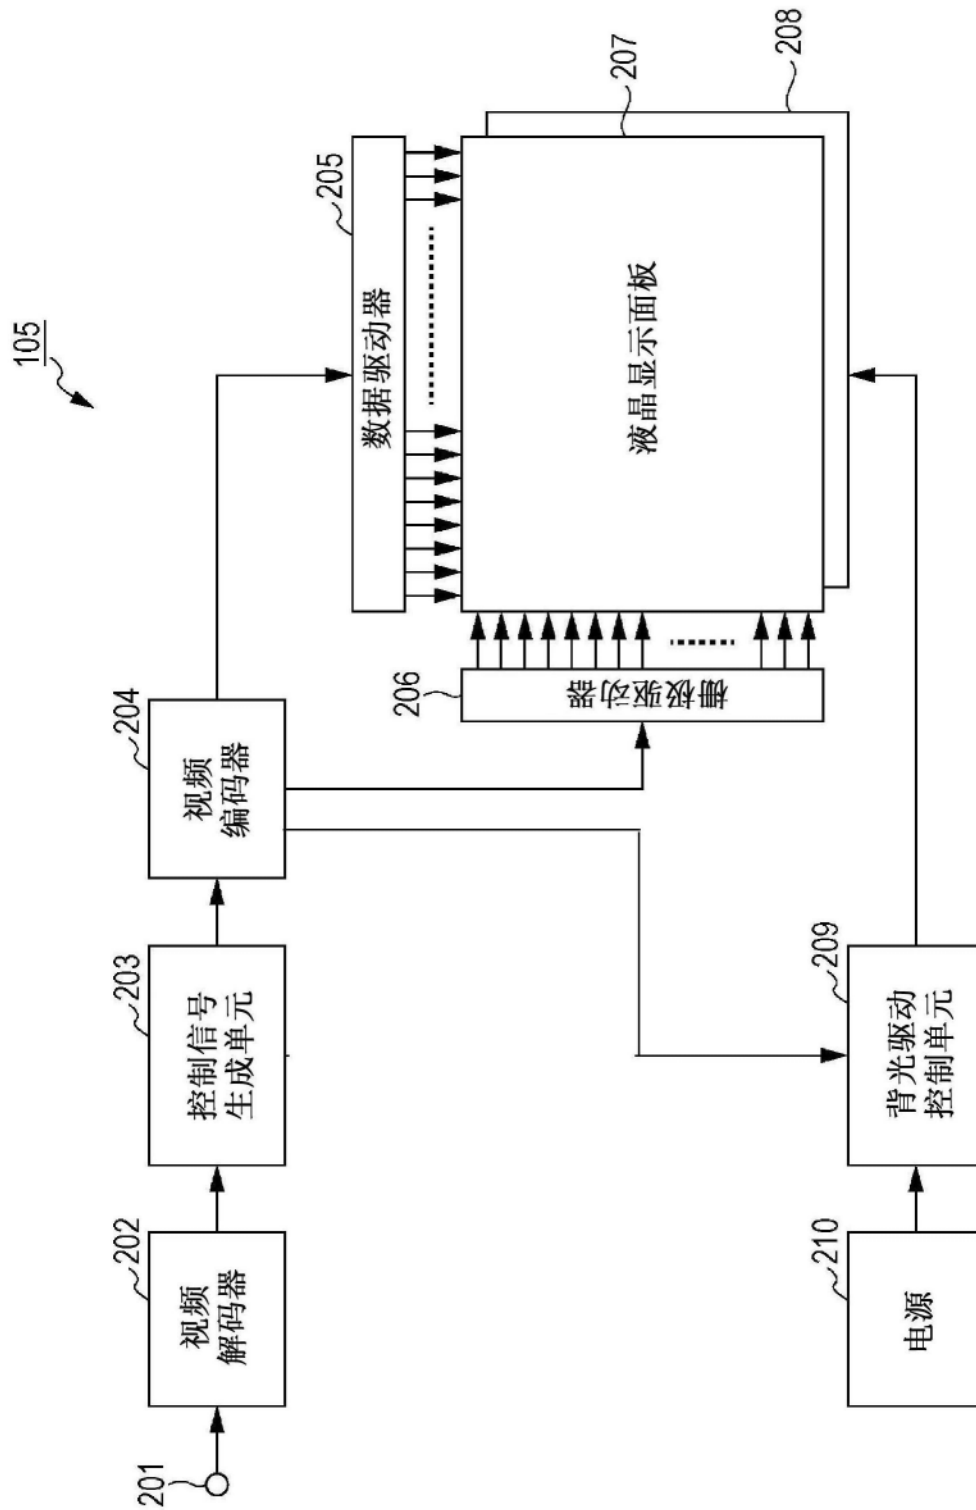 105
201
202
视频
解码器
203
控制信号
生成单元
204
视频
编码器
205
数据驱动器
206
栅极驱动器
207
液晶显示面板
208
209
背光驱动
控制单元
210
电源